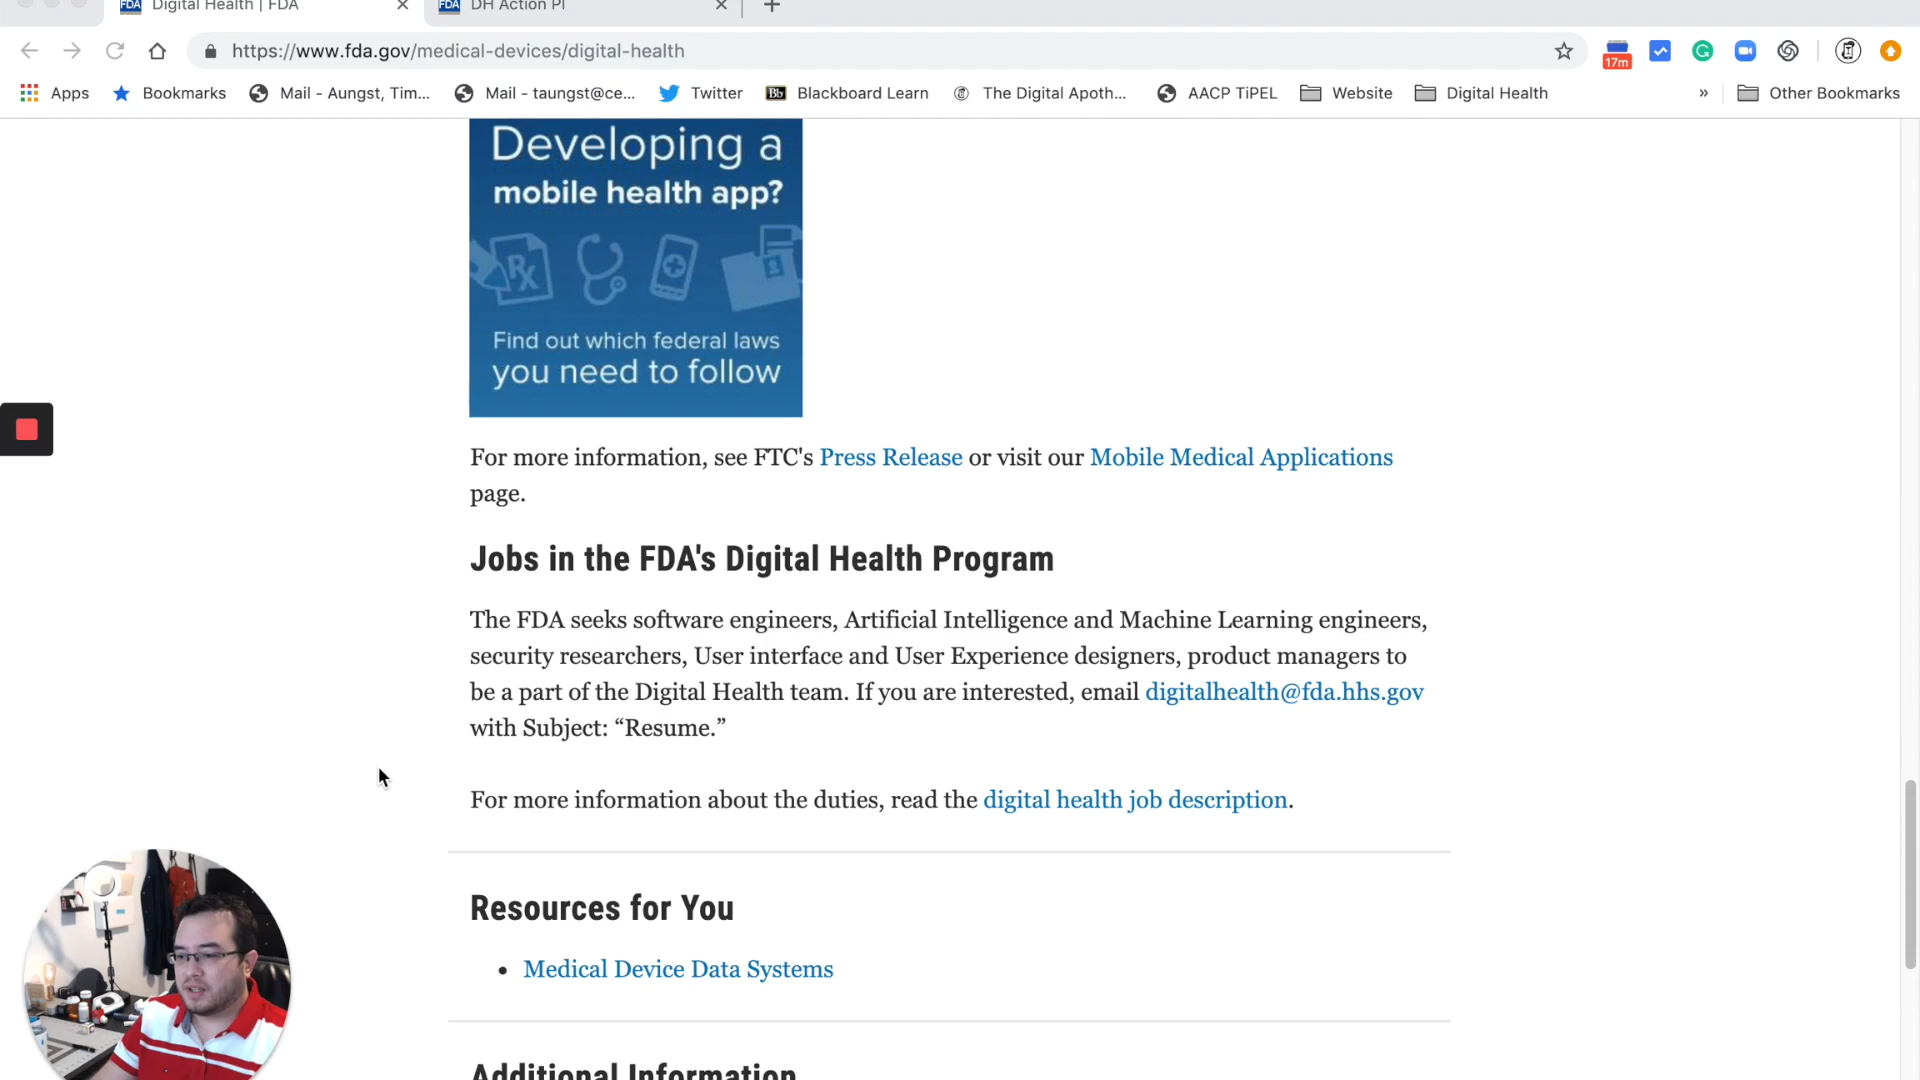 FDA Digital Health | FDA
FDA DH Action Pl
https://www.fda.gov/medical-devices/digital-health
17m
Apps Bookmarks Mail - Aungst, Tim... Mail - taungst@ce... Twitter Bb Blackboard Learn The Digital Apoth... AACP TiPEL Website Digital Health » Other Bookmarks
Developing a
mobile health app?
Rx
Find out which federal laws
you need to follow
For more information, see FTC's Press Release or visit our Mobile Medical Applications
page.
Jobs in the FDA's Digital Health Program
The FDA seeks software engineers, Artificial Intelligence and Machine Learning engineers,
security researchers, User interface and User Experience designers, product managers to
be a part of the Digital Health team. If you are interested, email digitalhealth@fda.hhs.gov
with Subject: “Resume.”
For more information about the duties, read the digital health job description.
Resources for You
• Medical Device Data Systems
Additional Information